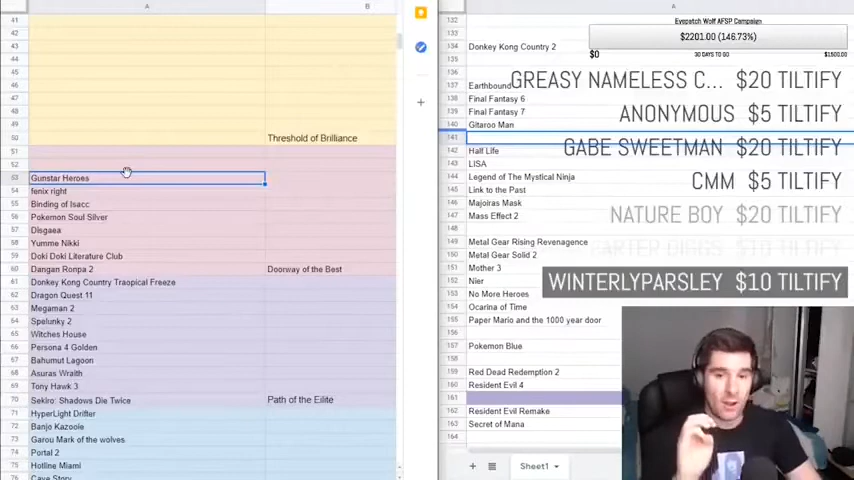 A
B
41
42
43
44
45
46
47
48
49
50 Threshold of Brilliance
51
52
53 Gunstar Heroes
54 fenix right
55 Binding of Isacc
56 Pokemon Soul Silver
57 Disgaea
58 Yumme Nikki
59 Doki Doki Literature Club
60 Dangan Ronpa 2 Doorway of the Best
61 Donkey Kong Country Traopical Freeze
62 Dragon Quest 11
63 Megaman 2
64 Spelunky 2
65 Witches House
66 Persona 4 Golden
67 Bahumut Lagoon
68 Asuras Wraith
69 Tony Hawk 3
70 Sekiro: Shadows Die Twice Path of the Eilite
71 HyperLight Drifter
72 Banjo Kazooie
73 Garou Mark of the wolves
74 Portal 2
75 Hotline Miami
76 Cave Story
A
132
133
134 Donkey Kong Country 2
135
136
137 Earthbound
138 Final Fantasy 6
139 Final Fantasy 7
140 Gitaroo Man
141
142 Half Life
143 LISA
144 Legend of The Mystical Ninja
145 Link to the Past
146 Majoiras Mask
147 Mass Effect 2
148
149 Metal Gear Rising Revenagence
150 Metal Gear Solid 2
151 Mother 3
152 Nier
153 No More Heroes
154 Ocarina of Time
155 Paper Mario and the 1000 year door
157 Pokemon Blue
158
159 Red Dead Redemption 2
160 Resident Evil 4
161
162 Resident Evil Remake
163 Secret of Mana
164
Sheet1
Eyepatch Wolf AFSP Campaign
$2201.00 (146.73%)
$0 30 DAYS TO GO $1500.00
GREASY NAMELESS C... $20 TILTIFY
ANONYMOUS $5 TILTIFY
GABE SWEETMAN $20 TILTIFY
CMM $5 TILTIFY
NATURE BOY $20 TILTIFY
CARTER DIGGS
WINTERLYPARSLEY $10 TILTIFY